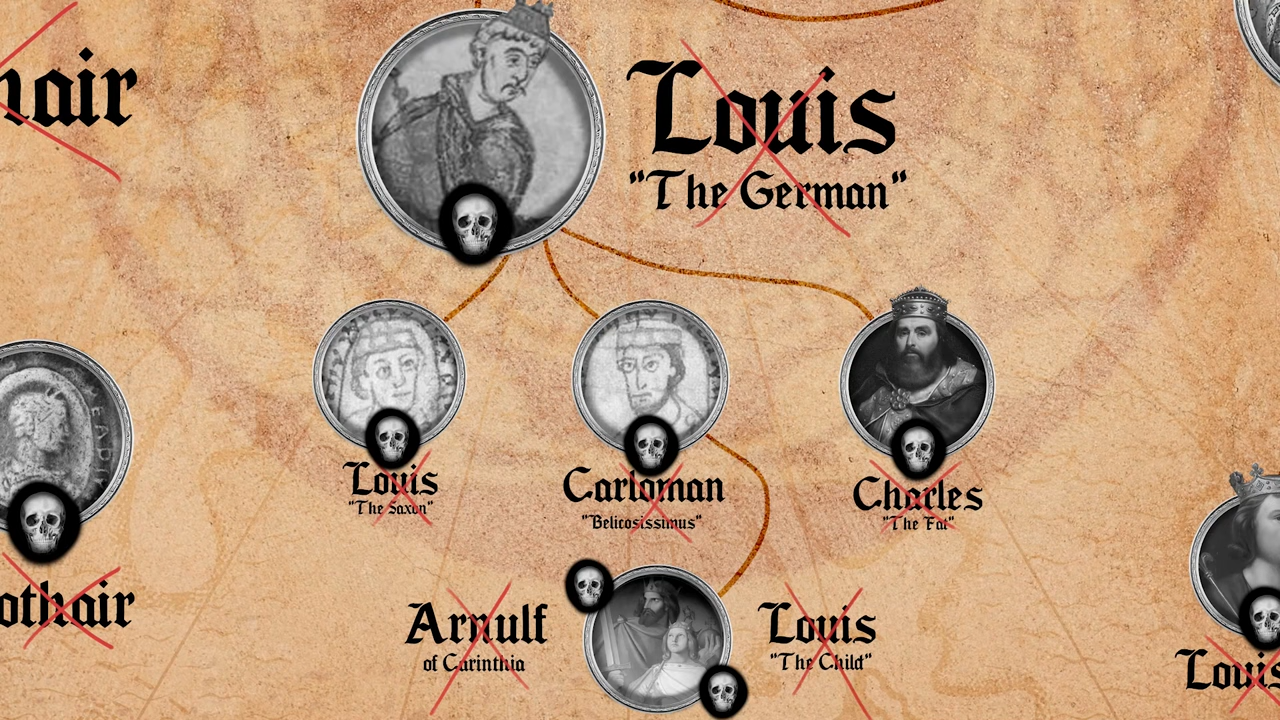 hair
Louis
"The German"
Louis
"The Saxon"
Carloman
"Belicosissimus"
Charles
"The Fat"
othair
Arnulf
of Carinthia
Louis
"The Child"
Louis